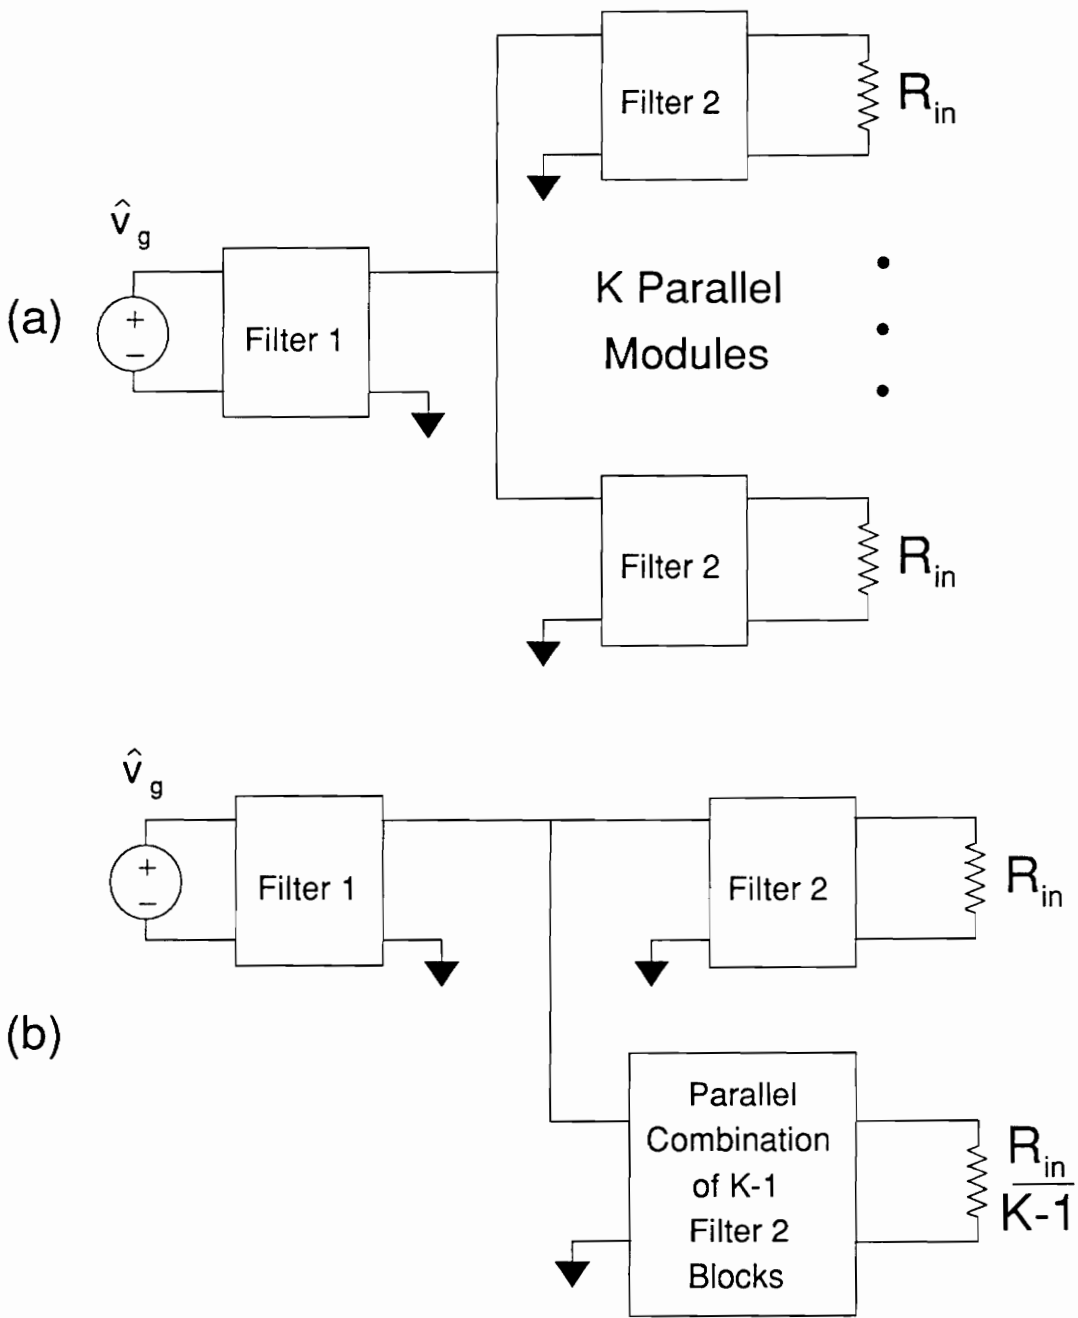 Filter 2
R_in
v̂_g
(a)
Filter 1
K Parallel
Modules
Filter 2
R_in
v̂_g
Filter 1
Filter 2
R_in
(b)
Parallel
Combination
of K-1
Filter 2
Blocks
R_in
K-1